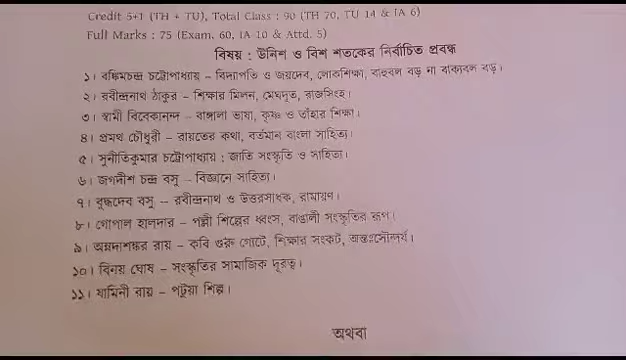 Credit 5+1 (TH + TU), Total Class : 90 (TH 70, TU 14 & IA 6)
Full Marks : 75 (Exam. 60, IA 10 & Attd. 5)
বিষয় : উনিশ ও বিশ শতকের নির্বাচিত প্রবন্ধ
১। বঙ্কিমচন্দ্র চট্টোপাধ্যায় – বিদ্যাপতি ও জয়দেব, লোকশিক্ষা, বাহুবল বড় না বাক্যবল বড়।
২। রবীন্দ্রনাথ ঠাকুর – শিক্ষার মিলন, মেঘদূত, রাজসিংহ।
৩। স্বামী বিবেকানন্দ – বাঙ্গালা ভাষা, কৃষ্ণ ও তাঁহার শিক্ষা।
৪। প্রমথ চৌধুরী – রায়তের কথা, বর্তমান বাংলা সাহিত্য।
৫। সুনীতিকুমার চট্টোপাধ্যায় : জাতি সংস্কৃতি ও সাহিত্য।
৬। জগদীশ চন্দ্র বসু – বিজ্ঞানে সাহিত্য।
৭। বুদ্ধদেব বসু – রবীন্দ্রনাথ ও উত্তরসাধক, রামায়ণ।
৮। গোপাল হালদার – পল্লী শিল্পের ধ্বংস, বাঙালী সংস্কৃতির রূপ।
৯। অন্নদাশঙ্কর রায় – কবি গুরু গ্যেটে, শিক্ষার সংকট, অন্তঃসৌন্দর্য।
১০। বিনয় ঘোষ – সংস্কৃতির সামাজিক দূরত্ব।
১১। যামিনী রায় – পটুয়া শিল্প।
অথবা